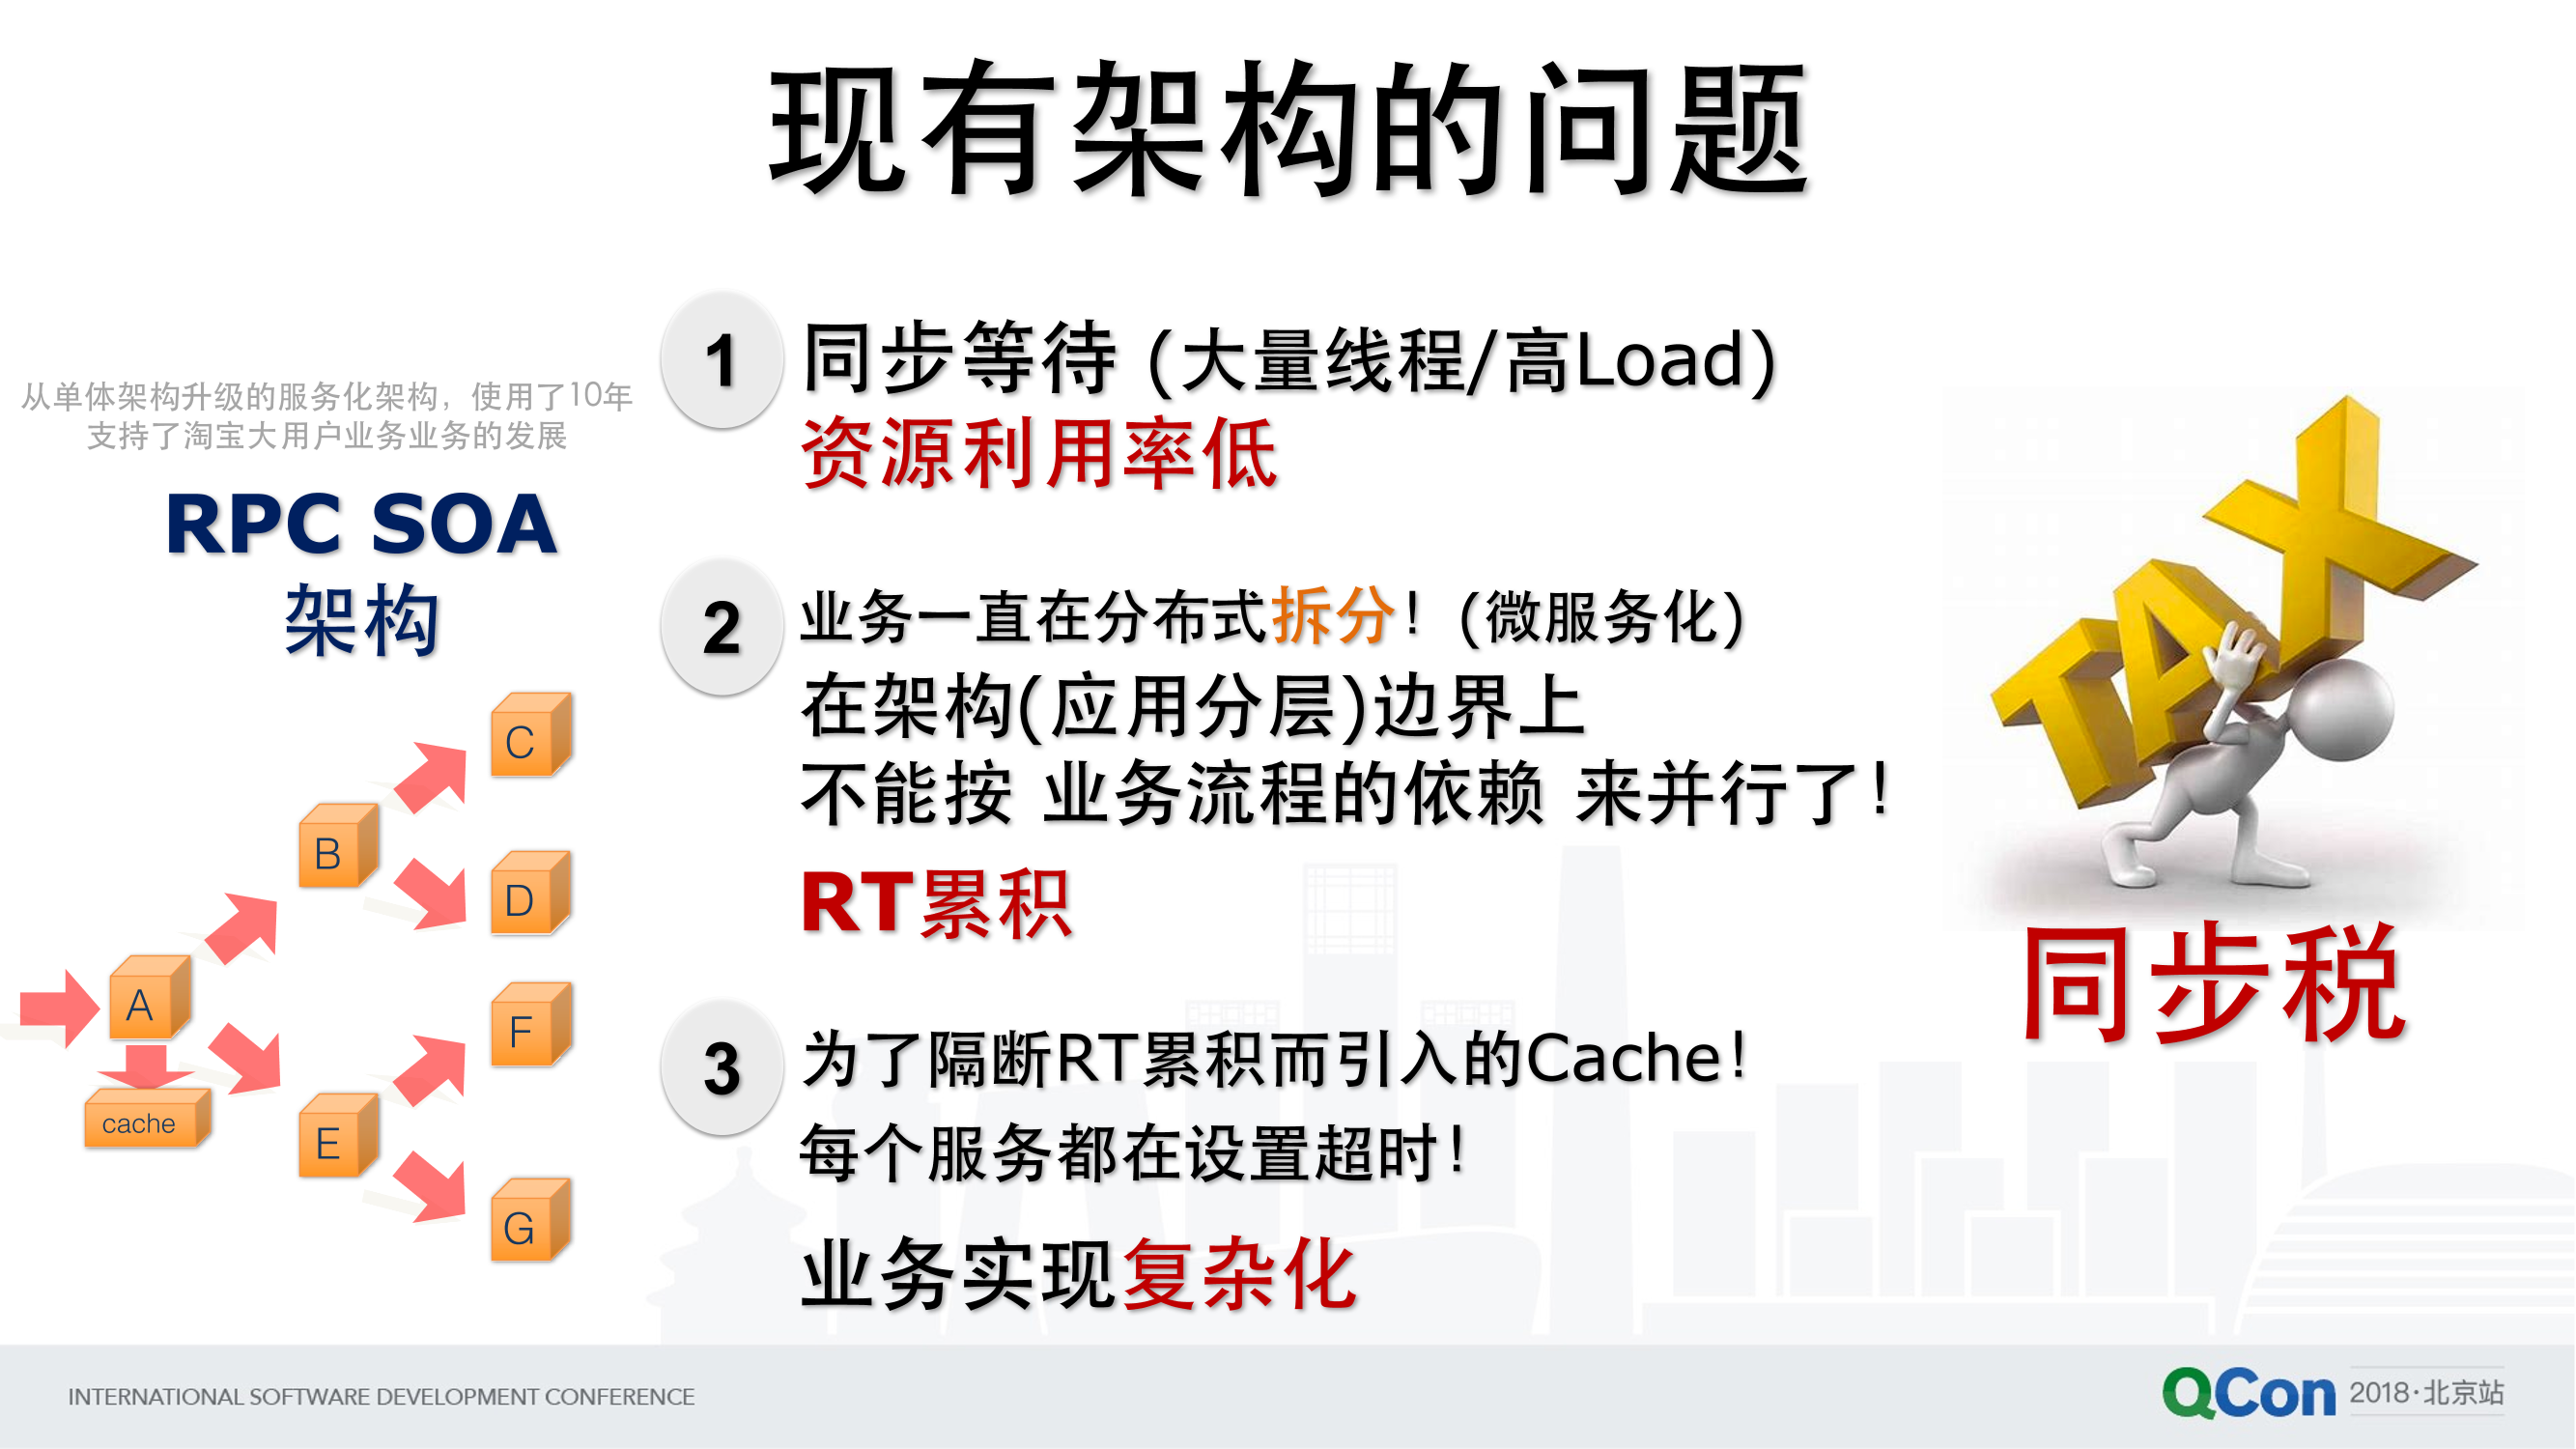 现有架构的问题
从单体架构升级的服务化架构，使用了10年
支持了淘宝大用户业务业务的发展
RPC SOA
架构
A
B
C
D
E
F
G
cache
1
同步等待 (大量线程/高Load)
资源利用率低
2
业务一直在分布式拆分！(微服务化)
在架构(应用分层)边界上
不能按 业务流程的依赖 来并行了！
RT累积
3
为了隔断RT累积而引入的Cache！
每个服务都在设置超时！
业务实现复杂化
TAX
同步税
INTERNATIONAL SOFTWARE DEVELOPMENT CONFERENCE
QCon 2018·北京站